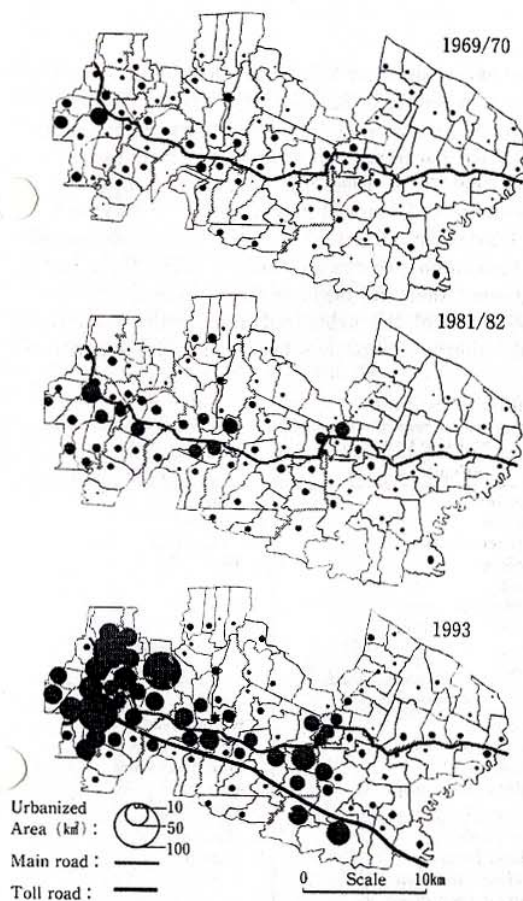 1969/70
1981/82
1993
Urbanized
Area (k㎡) :
10
50
100
Main road :
Toll road :
0 Scale 10km